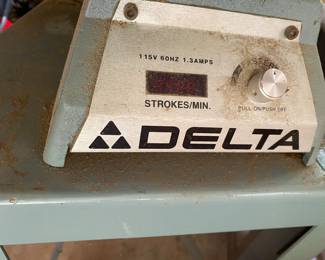 115V 60HZ 1.3AMPS
STROKES/MIN.
PULL ON/PUSH OFF
DELTA